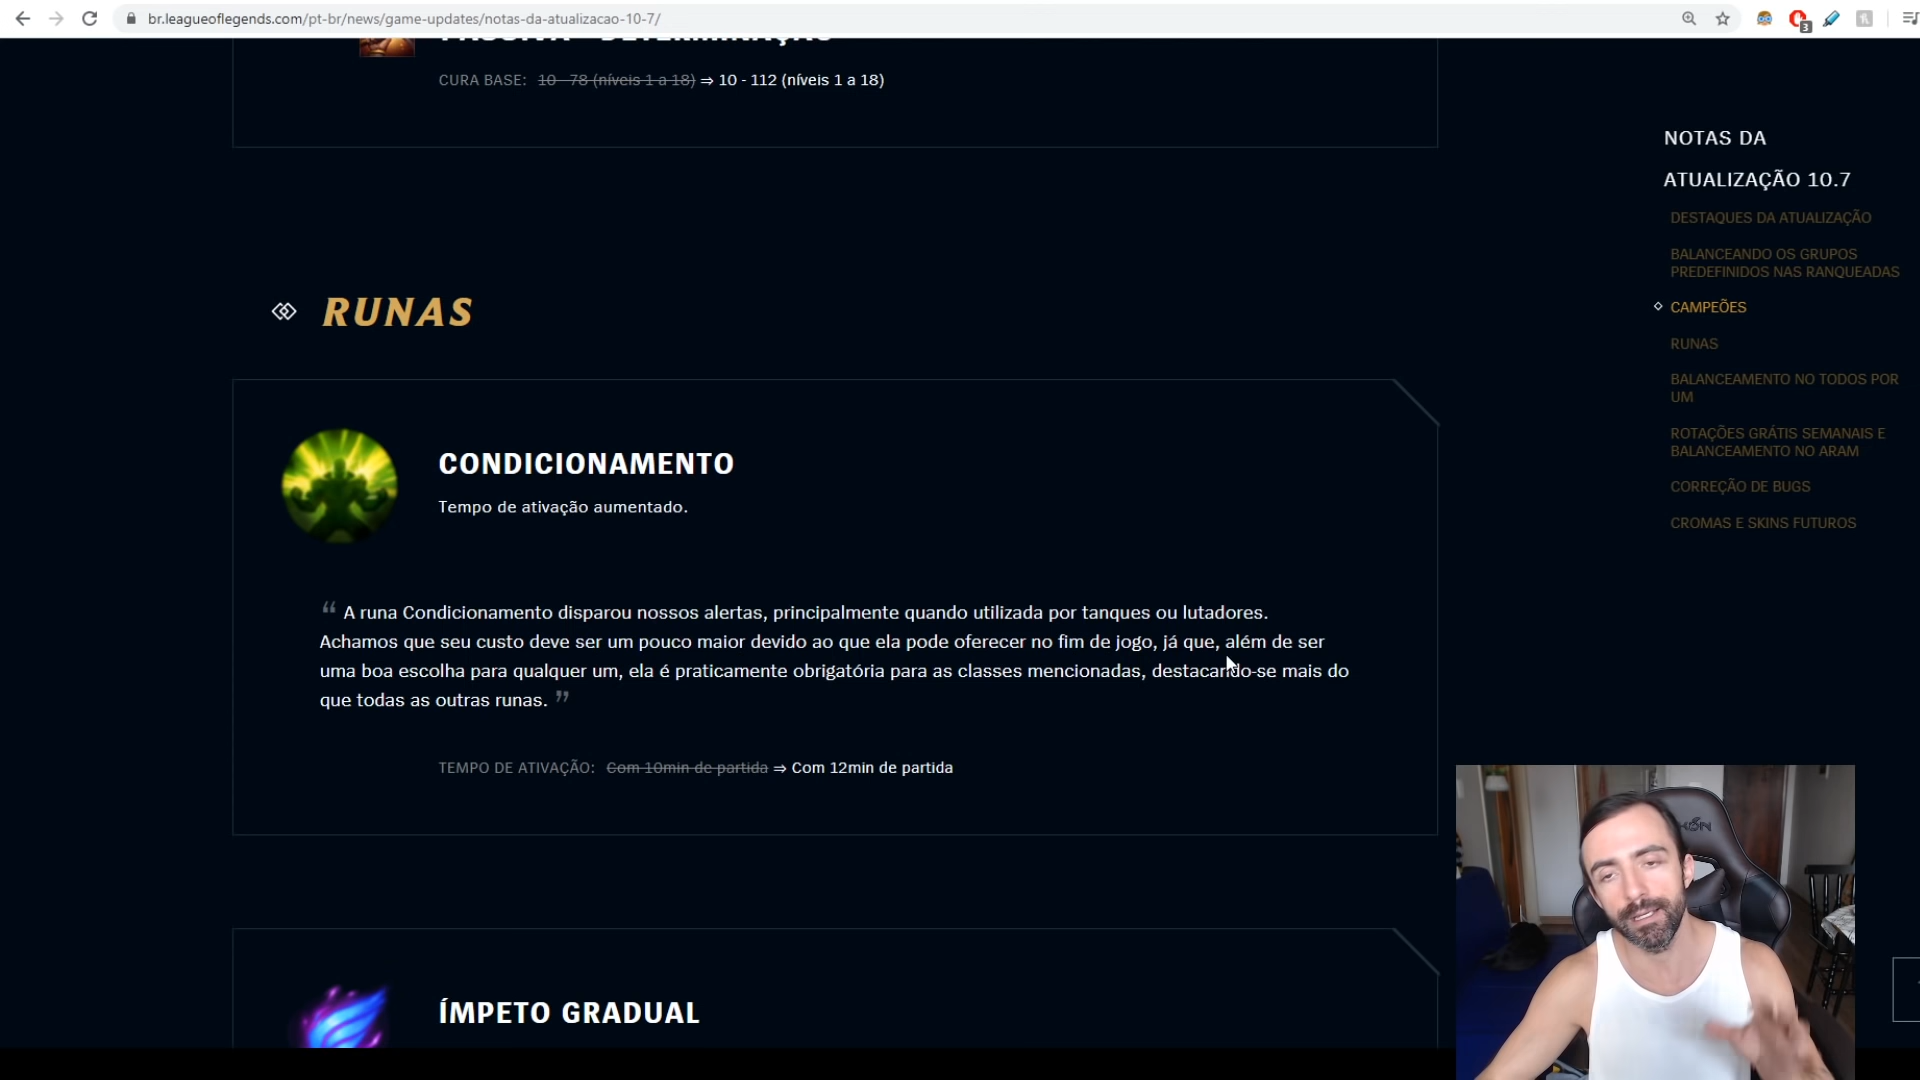 br.leagueoflegends.com/pt-br/news/game-updates/notas-da-atualizacao-10-7/
3
PASSIVA - DETERMINAÇÃO
CURA BASE: 10 - 78 (níveis 1 a 18) ⇒ 10 - 112 (níveis 1 a 18)
RUNAS
CONDICIONAMENTO
Tempo de ativação aumentado.
“ A runa Condicionamento disparou nossos alertas, principalmente quando utilizada por tanques ou lutadores.
Achamos que seu custo deve ser um pouco maior devido ao que ela pode oferecer no fim de jogo, já que, além de ser
uma boa escolha para qualquer um, ela é praticamente obrigatória para as classes mencionadas, destacando-se mais do
que todas as outras runas. ”
TEMPO DE ATIVAÇÃO: Com 10min de partida ⇒ Com 12min de partida
ÍMPETO GRADUAL
NOTAS DA
ATUALIZAÇÃO 10.7
DESTAQUES DA ATUALIZAÇÃO
BALANCEANDO OS GRUPOS
PREDEFINIDOS NAS RANQUEADAS
CAMPEÕES
RUNAS
BALANCEAMENTO NO TODOS POR
UM
ROTAÇÕES GRÁTIS SEMANAIS E
BALANCEAMENTO NO ARAM
CORREÇÃO DE BUGS
CROMAS E SKINS FUTUROS